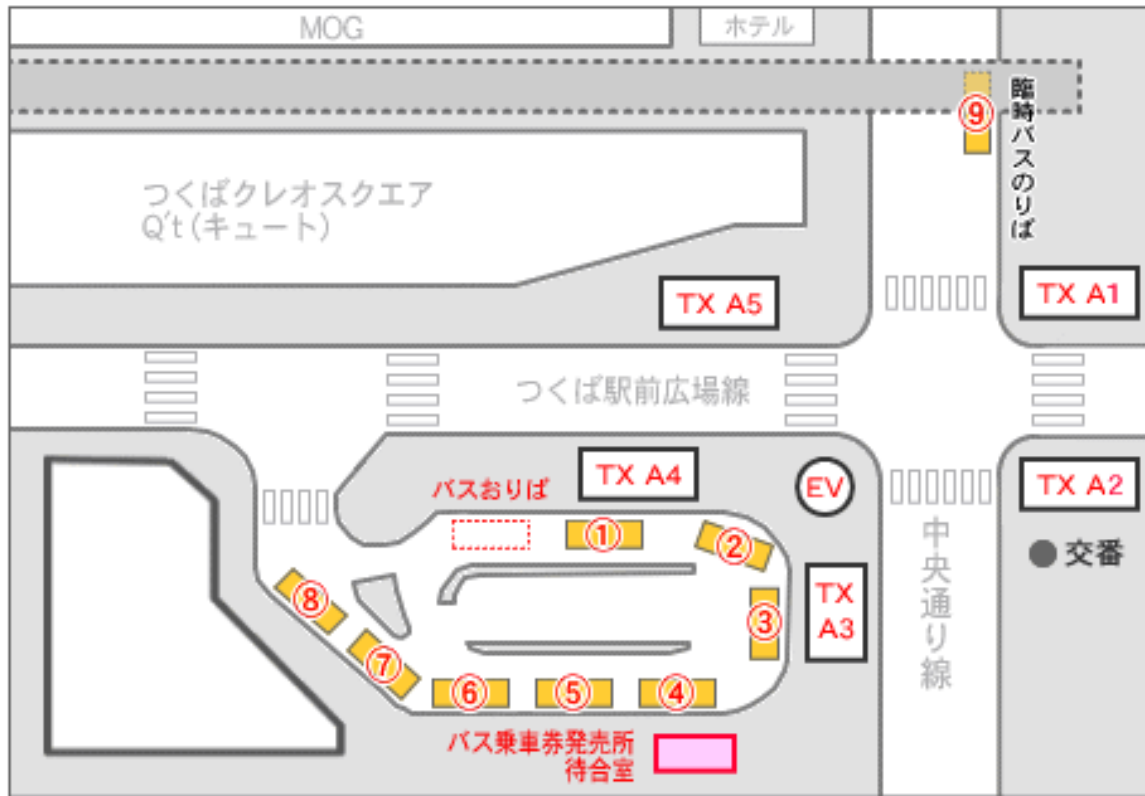 MOG
ホテル
⑨
臨時バスのりば
つくばクレオスクエア
Q't(キュート)
TX A5
TX A1
つくば駅前広場線
TX A4
EV
TX A2
バスおりば
①
②
中央通り線
交番
⑧
③
TX
A3
⑦
⑥
⑤
④
バス乗車券発売所
待合室